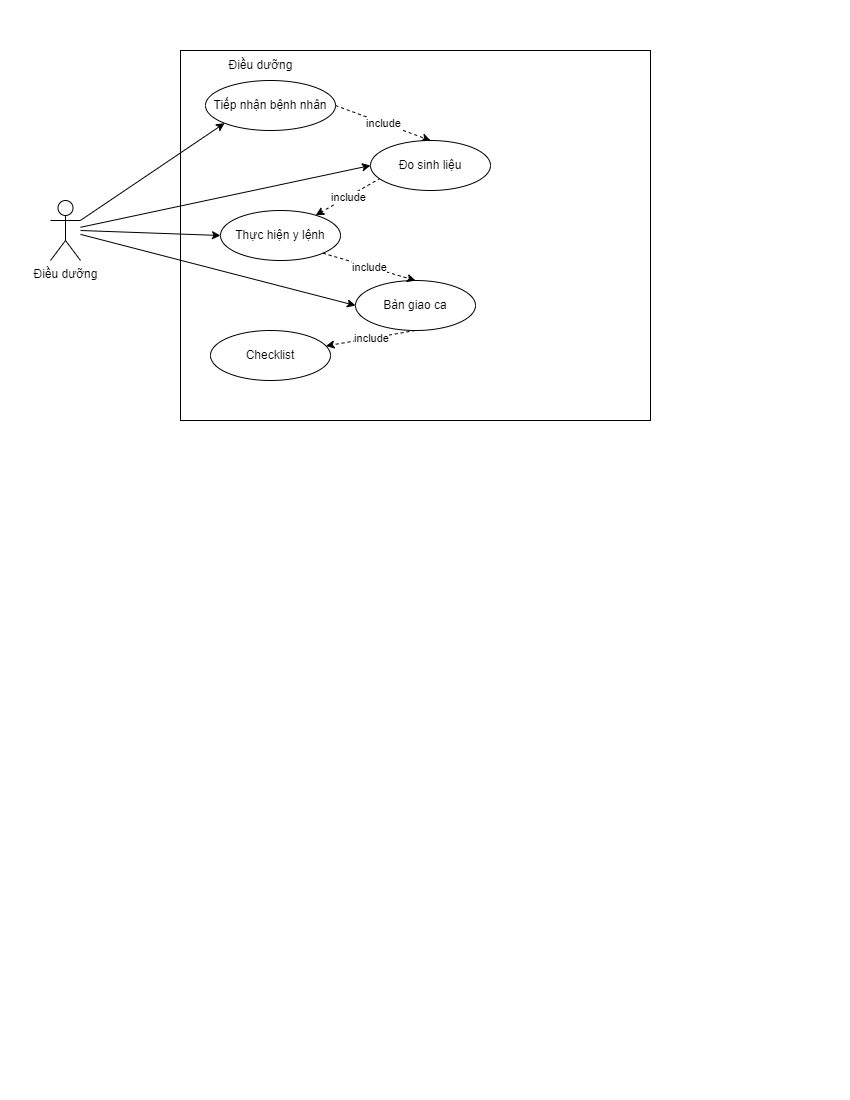 Điều dưỡng
Tiếp nhận bệnh nhân
include
Đo sinh liệu
include
Thực hiện y lệnh
include
Điều dưỡng
Bàn giao ca
include
Checklist